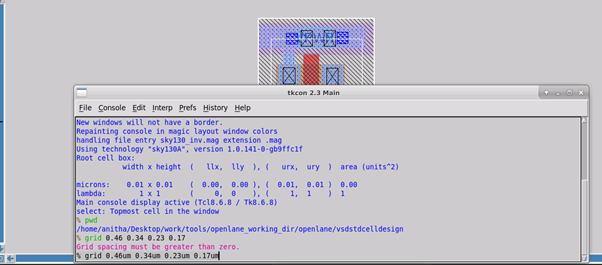 tkcon 2.3 Main
File Console Edit Interp Prefs History Help
New windows will not have a border.
Repainting console in magic layout window colors
handling file entry sky130_inv.mag extension .mag
Using technology "sky130A", version 1.0.141-0-gb9ffc1f
Root cell box:
width x height ( llx, lly ), ( urx, ury ) area (units^2)
microns: 0.01 x 0.01 ( 0.00, 0.00 ), ( 0.01, 0.01 ) 0.00
lambda: 1 x 1 ( 0, 0 ), ( 1, 1 ) 1
Main console display active (Tcl8.6.8 / Tk8.6.8)
select: Topmost cell in the window
% pwd
/home/anitha/Desktop/work/tools/openlane_working_dir/openlane/vsdstdcelldesign
% grid 0.46 0.34 0.23 0.17
Grid spacing must be greater than zero.
% grid 0.46um 0.34um 0.23um 0.17um